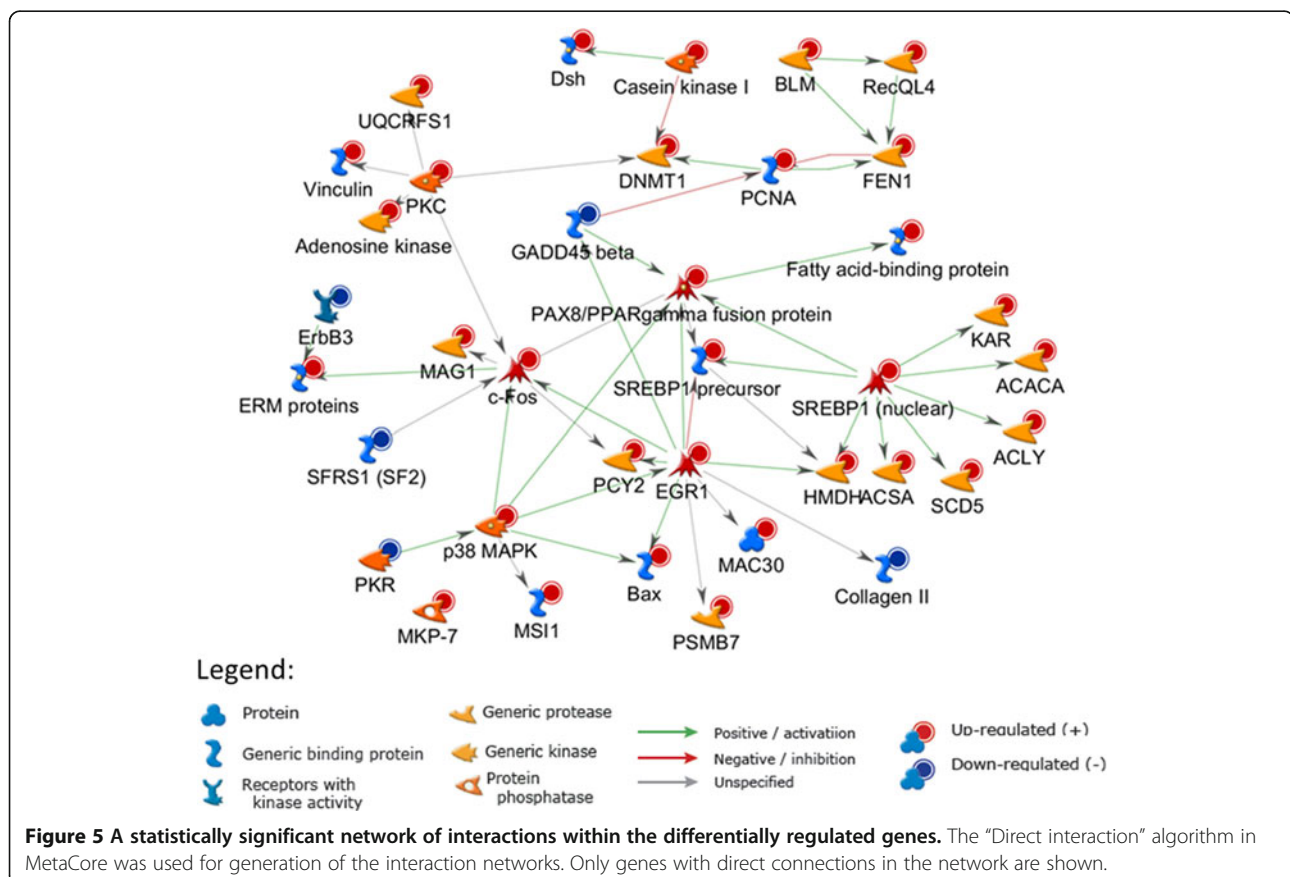 Dsh
Casein kinase I
BLM
RecQL4
UQCRFS1
Vinculin
PKC
DNMT1
PCNA
FEN1
Adenosine kinase
GADD45 beta
Fatty acid-binding protein
PAX8/PPARgamma fusion protein
ErbB3
KAR
MAG1
SREBP1 precursor
ACACA
ERM proteins
c-Fos
SREBP1 (nuclear)
ACLY
SFRS1 (SF2)
PCY2
EGR1
HMDH
ACSA
SCD5
p38 MAPK
PKR
Bax
MAC30
Collagen II
MKP-7
MSI1
PSMB7
Legend:
Protein
Generic binding protein
Receptors with
kinase activity
Generic protease
Generic kinase
Protein
phosphatase
Positive / activatiion
Negative / inhibition
Unspecified
Up-regulated (+)
Down-regulated (-)
Figure 5 A statistically significant network of interactions within the differentially regulated genes. The “Direct interaction” algorithm in
MetaCore was used for generation of the interaction networks. Only genes with direct connections in the network are shown.